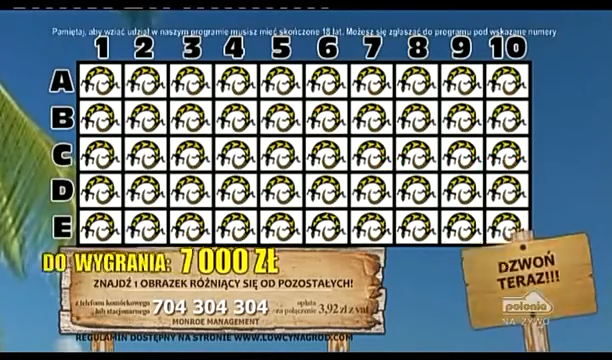 Pamiętaj, aby wziąć udział w naszym programie musisz mieć skończone 18 lat. Możesz się zgłaszać do programu pod wskazane numery
1 2 3 4 5 6 7 8 9 10
A
B
C
D
E
DO WYGRANIA: 7 000 ZŁ
ZNAJDŹ 1 OBRAZEK RÓŻNIĄCY SIĘ OD POZOSTAŁYCH!
z telefonu komórkowego
lub stacjonarnego
704 304 304
opłata
za połączenie 3,92 zł z vat
MONROE MANAGEMENT
REGULAMIN DOSTĘPNY NA STRONIE WWW.LOWCYNAGROD.COM
DZWOŃ
TERAZ!!!
polonia 1
NA ŻYWO